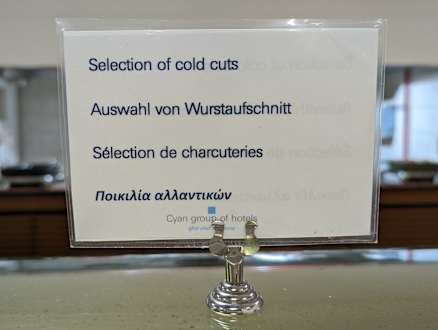 Selection of cold cuts
Auswahl von Wurstaufschnitt
Sélection de charcuteries
Ποικιλία αλλαντικών
Cyan group of hotels